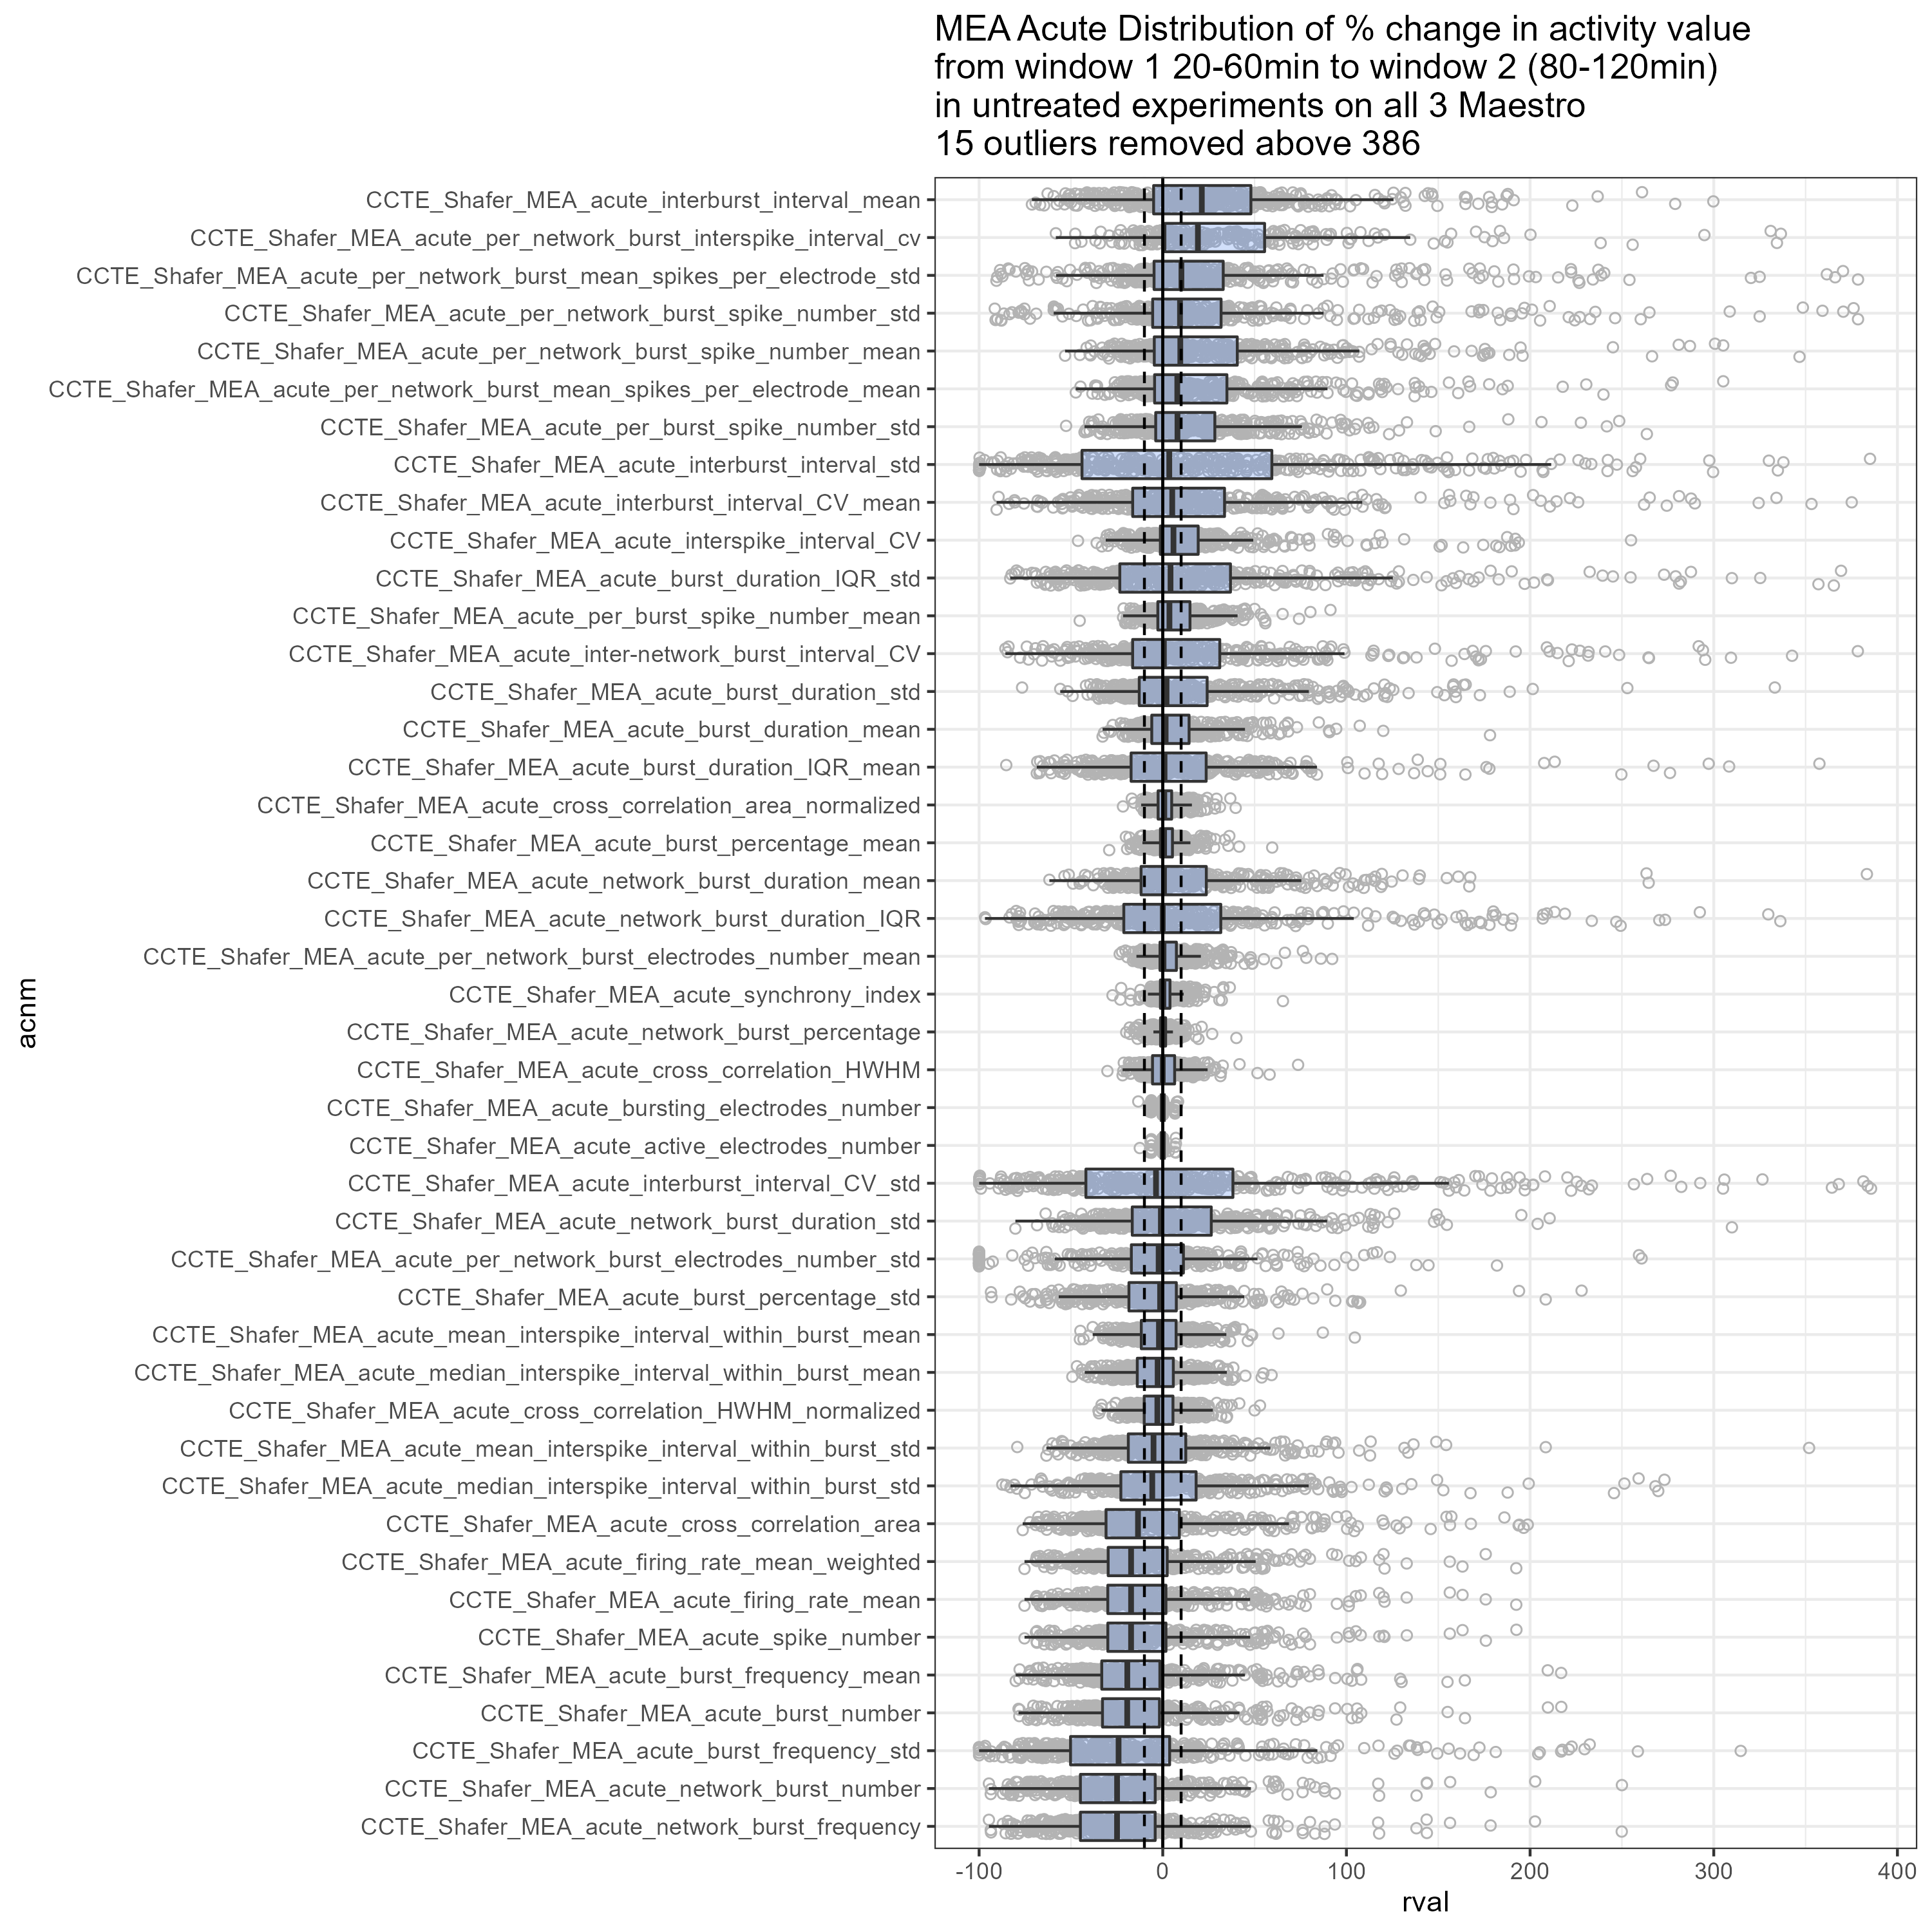 MEA Acute Distribution of % change in activity value
from window 1 20-60min to window 2 (80-120min)
in untreated experiments on all 3 Maestro
15 outliers removed above 386
CCTE_Shafer_MEA_acute_interburst_interval_mean
CCTE_Shafer_MEA_acute_per_network_burst_interspike_interval_cv
CCTE_Shafer_MEA_acute_per_network_burst_mean_spikes_per_electrode_std
CCTE_Shafer_MEA_acute_per_network_burst_spike_number_std
CCTE_Shafer_MEA_acute_per_network_burst_spike_number_mean
CCTE_Shafer_MEA_acute_per_network_burst_mean_spikes_per_electrode_mean
CCTE_Shafer_MEA_acute_per_burst_spike_number_std
CCTE_Shafer_MEA_acute_interburst_interval_std
CCTE_Shafer_MEA_acute_interburst_interval_CV_mean
CCTE_Shafer_MEA_acute_interspike_interval_CV
CCTE_Shafer_MEA_acute_burst_duration_IQR_std
CCTE_Shafer_MEA_acute_per_burst_spike_number_mean
CCTE_Shafer_MEA_acute_inter-network_burst_interval_CV
CCTE_Shafer_MEA_acute_burst_duration_std
CCTE_Shafer_MEA_acute_burst_duration_mean
CCTE_Shafer_MEA_acute_burst_duration_IQR_mean
CCTE_Shafer_MEA_acute_cross_correlation_area_normalized
CCTE_Shafer_MEA_acute_burst_percentage_mean
CCTE_Shafer_MEA_acute_network_burst_duration_mean
CCTE_Shafer_MEA_acute_network_burst_duration_IQR
CCTE_Shafer_MEA_acute_per_network_burst_electrodes_number_mean
CCTE_Shafer_MEA_acute_synchrony_index
CCTE_Shafer_MEA_acute_network_burst_percentage
CCTE_Shafer_MEA_acute_cross_correlation_HWHM
CCTE_Shafer_MEA_acute_bursting_electrodes_number
CCTE_Shafer_MEA_acute_active_electrodes_number
CCTE_Shafer_MEA_acute_interburst_interval_CV_std
CCTE_Shafer_MEA_acute_network_burst_duration_std
CCTE_Shafer_MEA_acute_per_network_burst_electrodes_number_std
CCTE_Shafer_MEA_acute_burst_percentage_std
CCTE_Shafer_MEA_acute_mean_interspike_interval_within_burst_mean
CCTE_Shafer_MEA_acute_median_interspike_interval_within_burst_mean
CCTE_Shafer_MEA_acute_cross_correlation_HWHM_normalized
CCTE_Shafer_MEA_acute_mean_interspike_interval_within_burst_std
CCTE_Shafer_MEA_acute_median_interspike_interval_within_burst_std
CCTE_Shafer_MEA_acute_cross_correlation_area
CCTE_Shafer_MEA_acute_firing_rate_mean_weighted
CCTE_Shafer_MEA_acute_firing_rate_mean
CCTE_Shafer_MEA_acute_spike_number
CCTE_Shafer_MEA_acute_burst_frequency_mean
CCTE_Shafer_MEA_acute_burst_number
CCTE_Shafer_MEA_acute_burst_frequency_std
CCTE_Shafer_MEA_acute_network_burst_number
CCTE_Shafer_MEA_acute_network_burst_frequency
acnm
-100 0 100 200 300 400
rval